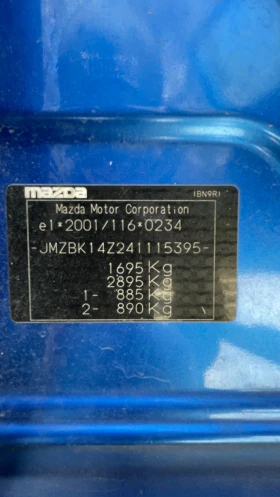 mazda
IBN9RI
Mazda Motor Corporation
e1*2001/116*0234
-JMZBK14Z241115395-
1695 Kg
2895 Kg
1- 885 Kg
2- 890 Kg